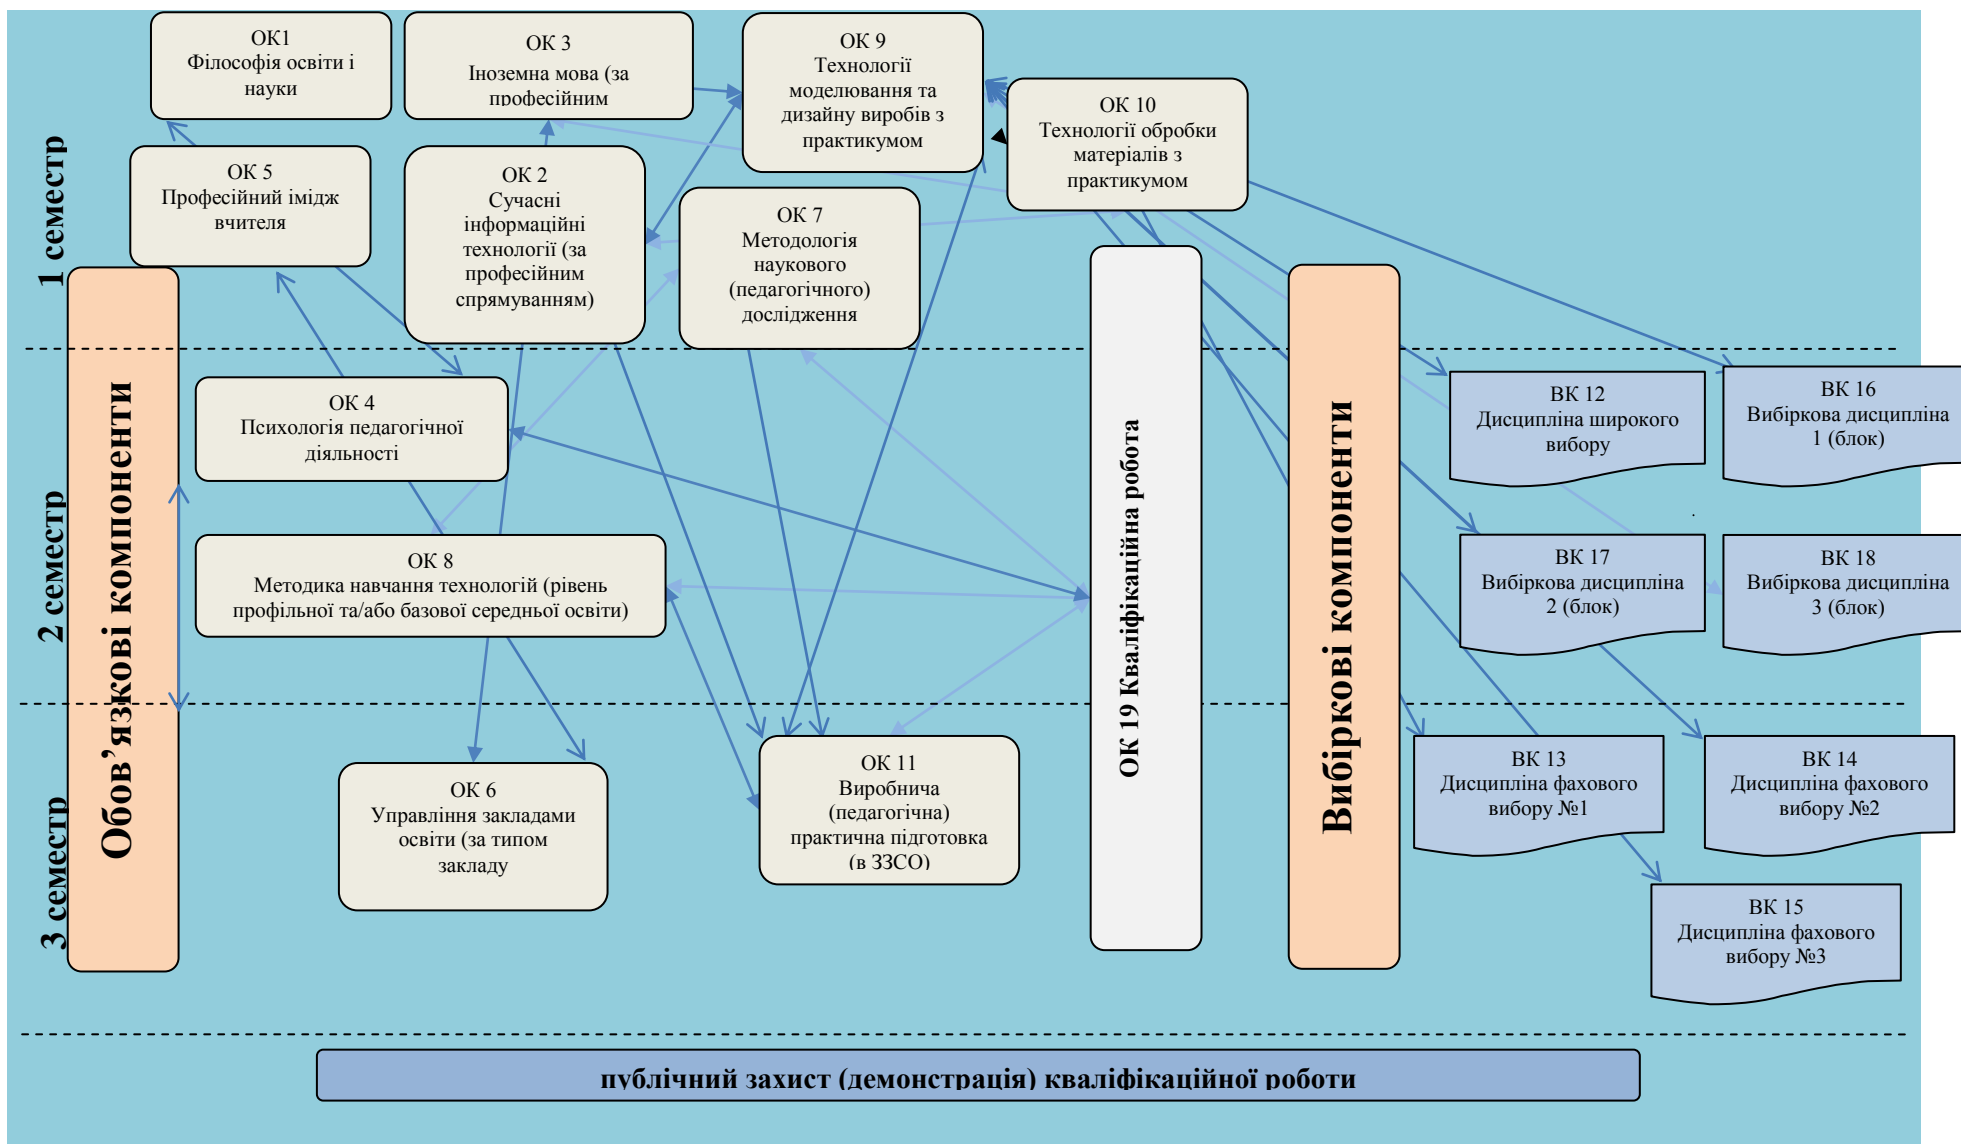 ОК1
Філософія освіти і
науки
ОК 3
Іноземна мова (за
професійним
ОК 9
Технології
моделювання та
дизайну виробів з
практикумом
ОК 10
Технології обробки
матеріалів з
практикумом
ОК 5
Професійний імідж
вчителя
ОК 2
Сучасні
інформаційні
технології (за
професійним
спрямуванням)
ОК 7
Методологія
наукового
(педагогічного)
дослідження
1 семестр
Обов’язкові компоненти
ОК 19 Кваліфікаційна робота
Вибіркові компоненти
ОК 4
Психологія педагогічної
діяльності
ВК 12
Дисципліна широкого
вибору
ВК 16
Вибіркова дисципліна
1 (блок)
2 семестр
ОК 8
Методика навчання технологій (рівень
профільної та/або базової середньої освіти)
ВК 17
Вибіркова дисципліна
2 (блок)
ВК 18
Вибіркова дисципліна
3 (блок)
3 семестр
ОК 6
Управління закладами
освіти (за типом
закладу
ОК 11
Виробнича
(педагогічна)
практична підготовка
(в ЗЗСО)
ВК 13
Дисципліна фахового
вибору №1
ВК 14
Дисципліна фахового
вибору №2
ВК 15
Дисципліна фахового
вибору №3
публічний захист (демонстрація) кваліфікаційної роботи